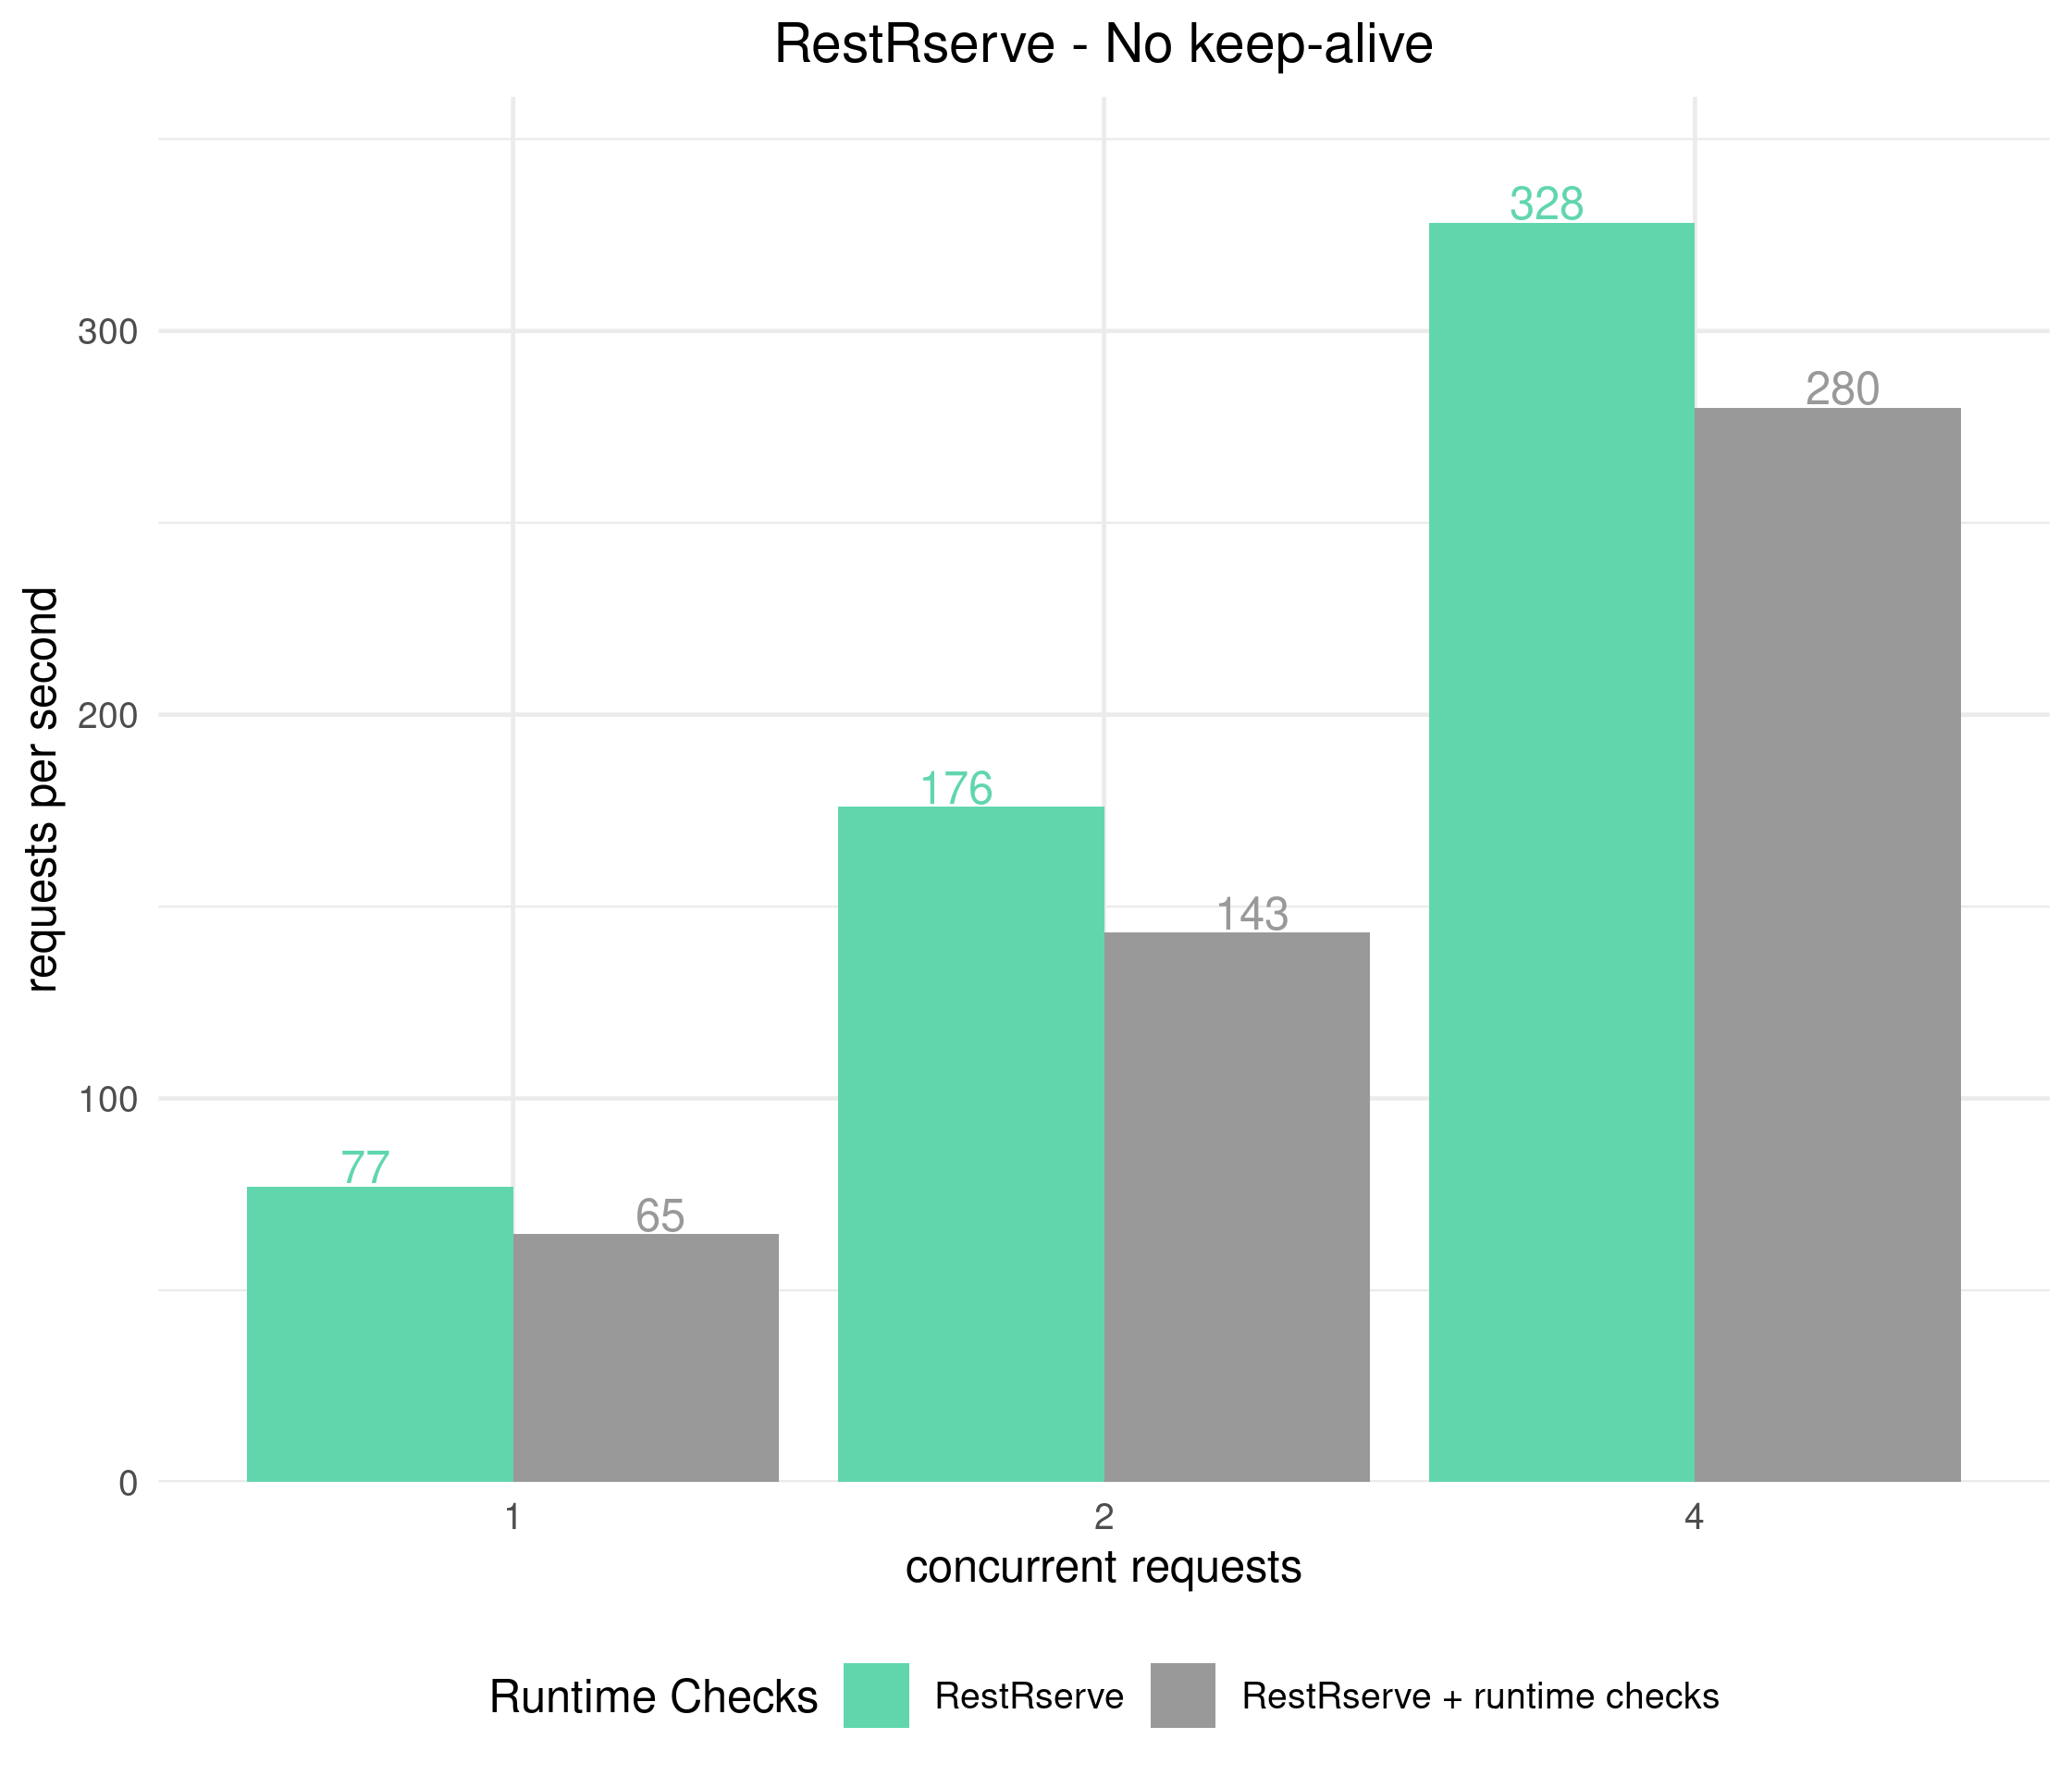 RestRserve - No keep-alive
requests per second
300
200
100
0
328
280
176
143
77
65
1 2 4
concurrent requests
Runtime Checks RestRserve RestRserve + runtime checks